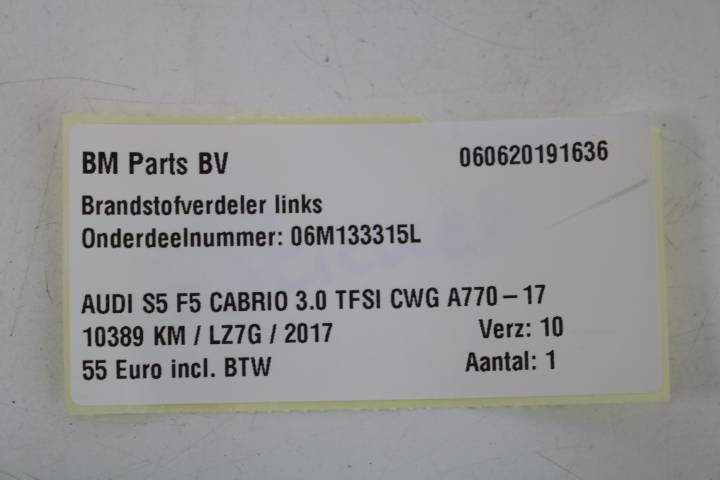 BM Parts BV 060620191636
Brandstofverdeler links
Onderdeelnummer: 06M133315L
AUDI S5 F5 CABRIO 3.0 TFSI CWG A770-17
10389 KM / LZ7G / 2017 Verz: 10
55 Euro incl. BTW Aantal: 1